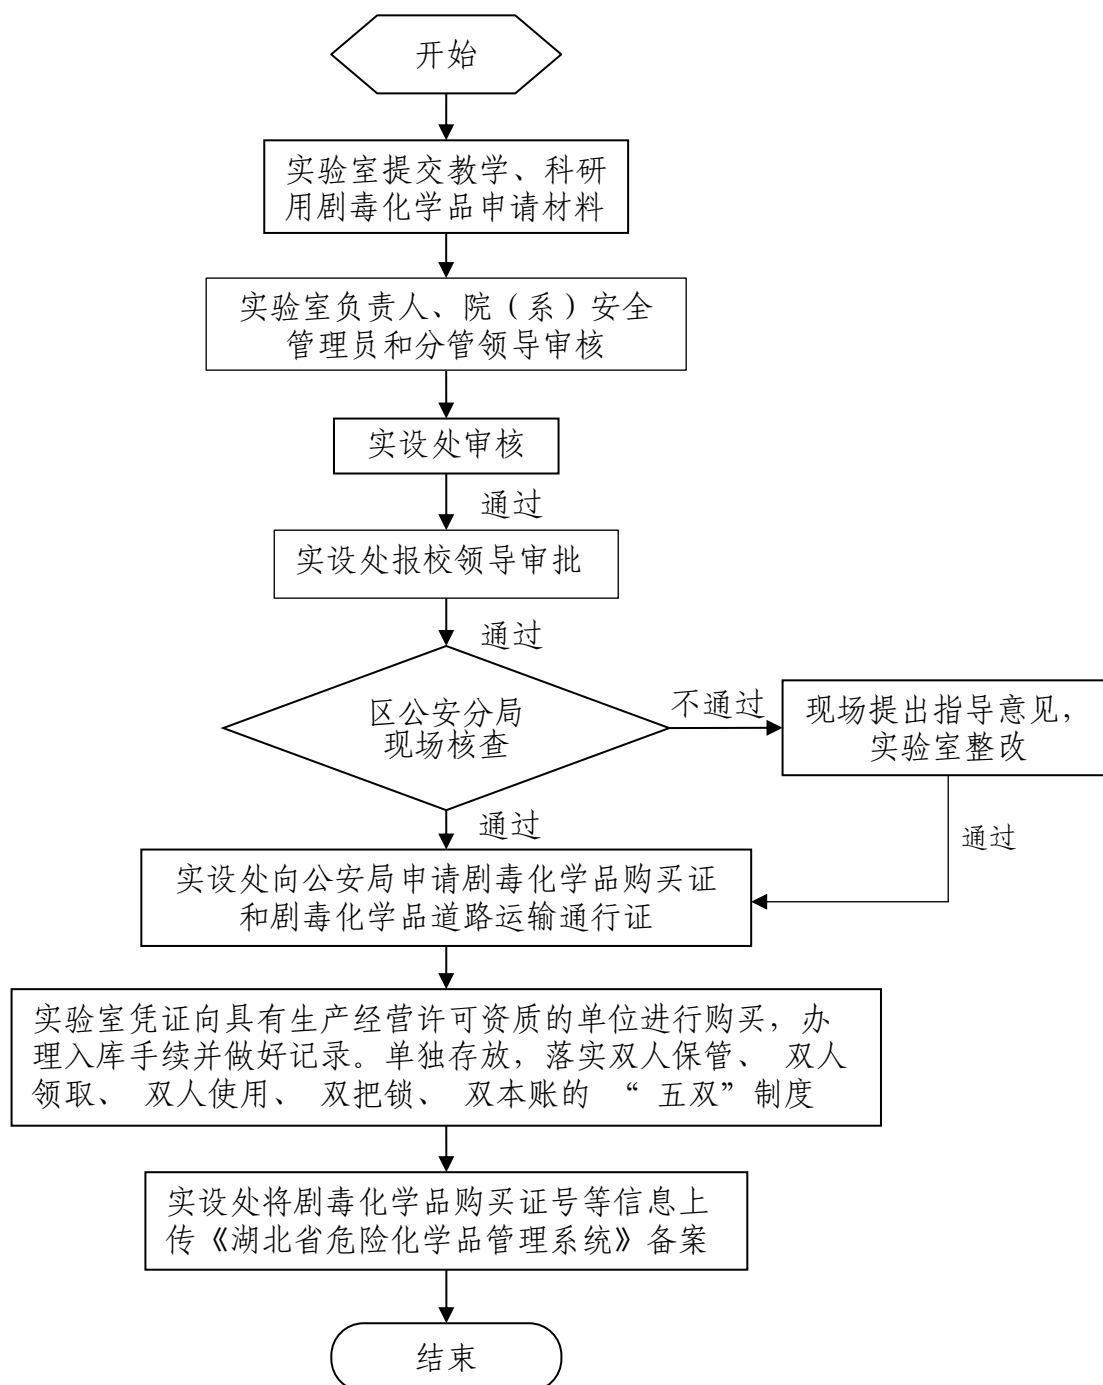 开始
实验室提交教学、科研
用剧毒化学品申请材料
实验室负责人、院（系）安全
管理员和分管领导审核
实设处审核
通过
实设处报校领导审批
通过
区公安分局
现场核查
不通过
现场提出指导意见，
实验室整改
通过
通过
实设处向公安局申请剧毒化学品购买证
和剧毒化学品道路运输通行证
实验室凭证向具有生产经营许可资质的单位进行购买，办
理入库手续并做好记录。单独存放，落实双人保管、 双人
领取、 双人使用、 双把锁、 双本账的 “ 五双”制度
实设处将剧毒化学品购买证号等信息上
传《湖北省危险化学品管理系统》备案
结束